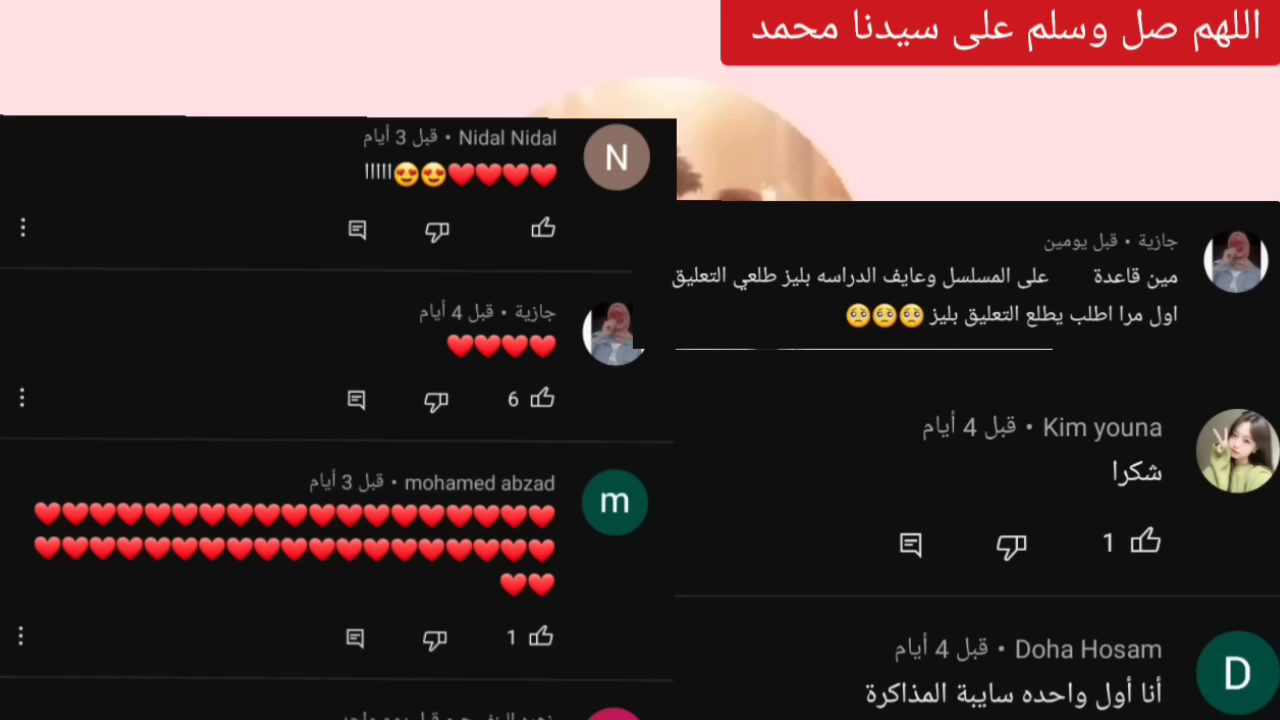 اللهم صل وسلم على سيدنا محمد
Nidal Nidal • قبل 3 أيام
❤️❤️❤️❤️😍😍ااااا
جازية • قبل 4 أيام
❤️❤️❤️❤️
6
mohamed abzad • قبل 3 أيام
❤️❤️❤️❤️❤️❤️❤️❤️❤️❤️❤️❤️❤️❤️❤️❤️❤️❤️❤️
❤️❤️❤️❤️❤️❤️❤️❤️❤️❤️❤️❤️❤️❤️❤️❤️❤️❤️❤️
❤️❤️
1
جازية • قبل يومين
مين قاعدة على المسلسل وعايف الدراسه بليز طلعي التعليق
اول مرا اطلب يطلع التعليق بليز 🥺🥺🥺
Kim youna • قبل 4 أيام
شكرا
1
Doha Hosam • قبل 4 أيام
أنا أول واحده سايبة المذاكرة
N
m
D